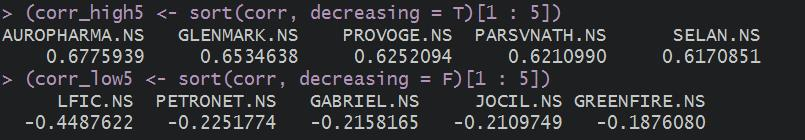 > (corr_high5 <- sort(corr, decreasing = T)[1 : 5])
AUROPHARMA.NS GLENMARK.NS PROVOGE.NS PARSVNATH.NS SELAN.NS
0.6775939 0.6534638 0.6252094 0.6210990 0.6170851
> (corr_low5 <- sort(corr, decreasing = F)[1 : 5])
LFIC.NS PETRONET.NS GABRIEL.NS JOCIL.NS GREENFIRE.NS
-0.4487622 -0.2251774 -0.2158165 -0.2109749 -0.1876080